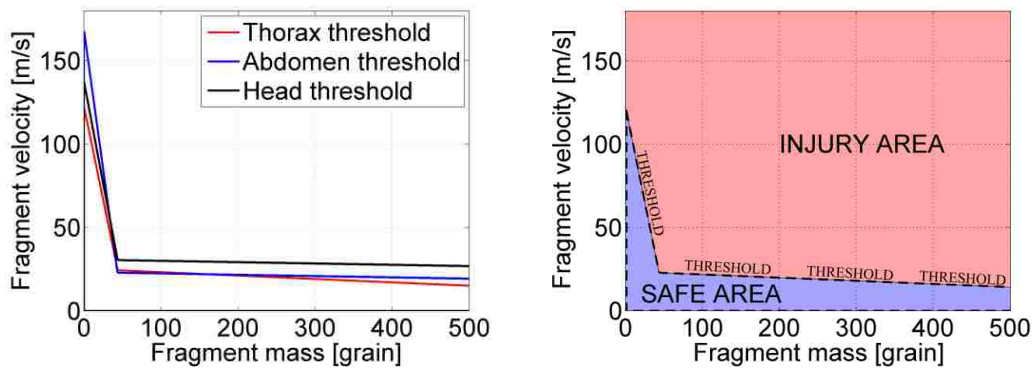 Fragment velocity [m/s]
150
100
50
0
Thorax threshold
Abdomen threshold
Head threshold
0 100 200 300 400 500
Fragment mass [grain]
Fragment velocity [m/s]
150
100
50
0
INJURY AREA
THRESHOLD
THRESHOLD THRESHOLD THRESHOLD
SAFE AREA
0 100 200 300 400 500
Fragment mass [grain]